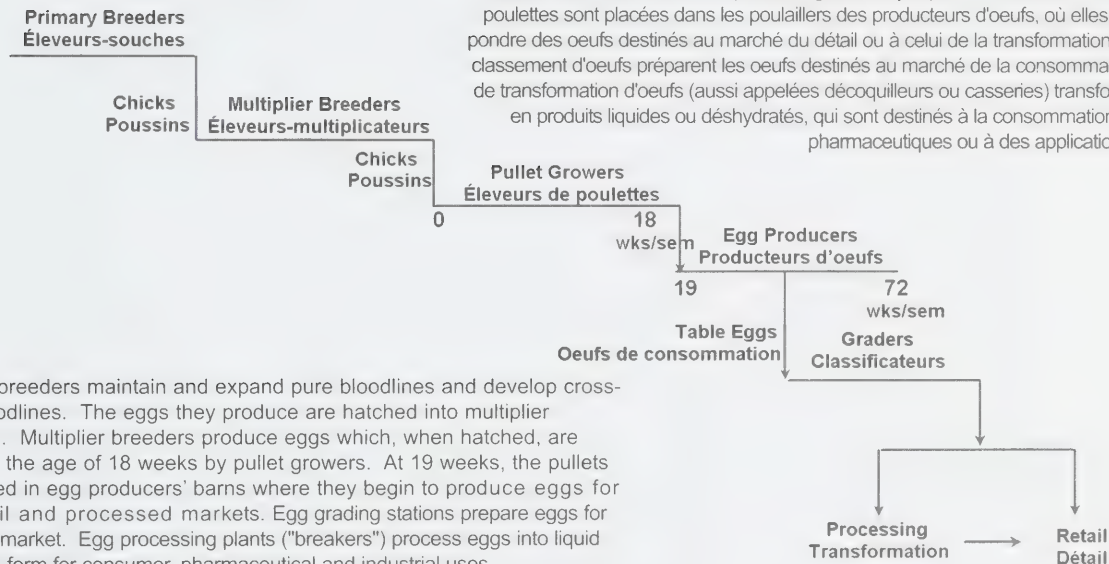 Primary Breeders
Éleveurs-souches
poulettes sont placées dans les poulaillers des producteurs d'oeufs, où elles
pondre des oeufs destinés au marché du détail ou à celui de la transformation
classement d'oeufs préparent les oeufs destinés au marché de la consomma
de transformation d'oeufs (aussi appelées décoquilleurs ou casseries) transfo
en produits liquides ou déshydratés, qui sont destinés à la consommation
pharmaceutiques ou à des applicatio
Chicks
Poussins
Multiplier Breeders
Éleveurs-multiplicateurs
Chicks
Poussins
Pullet Growers
Éleveurs de poulettes
0
18
wks/sem
Egg Producers
Producteurs d'oeufs
19
72
wks/sem
Table Eggs
Oeufs de consommation
Graders
Classificateurs
breeders maintain and expand pure bloodlines and develop cross-
odlines. The eggs they produce are hatched into multiplier
. Multiplier breeders produce eggs which, when hatched, are
the age of 18 weeks by pullet growers. At 19 weeks, the pullets
ed in egg producers' barns where they begin to produce eggs for
il and processed markets. Egg grading stations prepare eggs for
market. Egg processing plants ("breakers") process eggs into liquid
form for consumer, pharmaceutical and industrial uses
Processing
Transformation
Retail
Détail